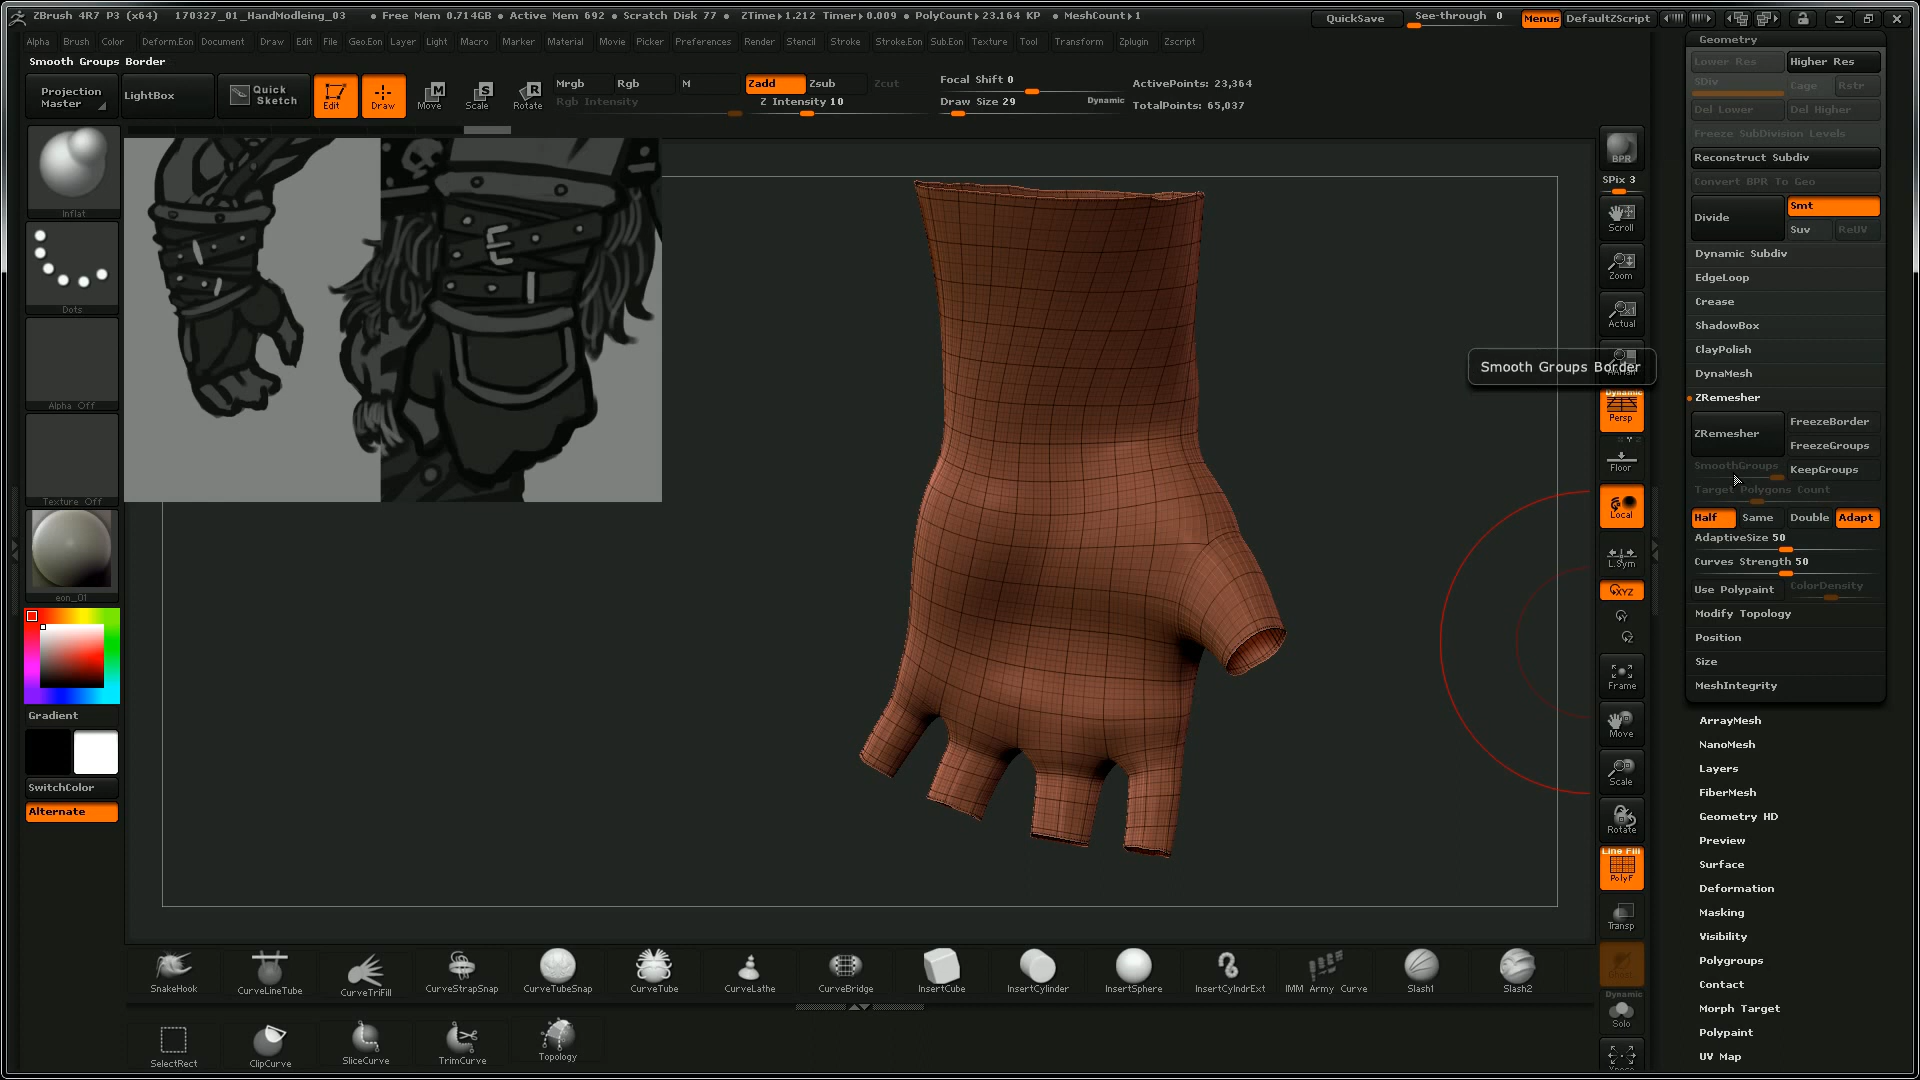 ZBrush 4R7 P3 (x64) 170327_01_HandModleing_03 • Free Mem 0.714GB • Active Mem 692 • Scratch Disk 77 • ZTime▸1.212 Timer▸0.009 • PolyCount▸23.164 KP • MeshCount▸1 QuickSave See-through 0 Menus DefaultZScript
Alpha Brush Color Deform.Eon Document Draw Edit File Geo.Eon Layer Light Macro Marker Material Movie Picker Preferences Render Stencil Stroke Stroke.Eon Sub.Eon Texture Tool Transform Zplugin Zscript
Smooth Groups Border
Projection Master
LightBox
Quick Sketch
Edit
Draw
Move
Scale
Rotate
Mrgb Rgb M
Rgb Intensity
Zadd Zsub Zcut
Z Intensity 10
Focal Shift 0
Draw Size 29 Dynamic
ActivePoints: 23,364
TotalPoints: 65,037
Inflat
Dots
Alpha Off
Texture Off
eon_01
Gradient
SwitchColor
Alternate
Smooth Groups Border
BPR
SPix 3
Scroll
Zoom
Actual
Dynamic
Persp
Floor
Local
L.Sym
XYZ
Frame
Move
Scale
Rotate
Line Fill
PolyF
Transp
Dynamic
Solo
Geometry
Lower Res Higher Res
SDiv Cage Rstr
Del Lower Del Higher
Freeze SubDivision Levels
Reconstruct Subdiv
Convert BPR To Geo
Divide Smt
Suv ReUV
Dynamic Subdiv
EdgeLoop
Crease
ShadowBox
ClayPolish
DynaMesh
ZRemesher
ZRemesher FreezeBorder
FreezeGroups
SmoothGroups KeepGroups
Target Polygons Count
Half Same Double Adapt
AdaptiveSize 50
Curves Strength 50
Use Polypaint ColorDensity
Modify Topology
Position
Size
MeshIntegrity
ArrayMesh
NanoMesh
Layers
FiberMesh
Geometry HD
Preview
Surface
Deformation
Masking
Visibility
Polygroups
Contact
Morph Target
Polypaint
UV Map
SnakeHook CurveLineTube CurveTriFill CurveStrapSnap CurveTubeSnap CurveTube CurveLathe CurveBridge InsertCube InsertCylinder InsertSphere InsertCylndrExt IMM Army Curve Slash1 Slash2
SelectRect ClipCurve SliceCurve TrimCurve Topology